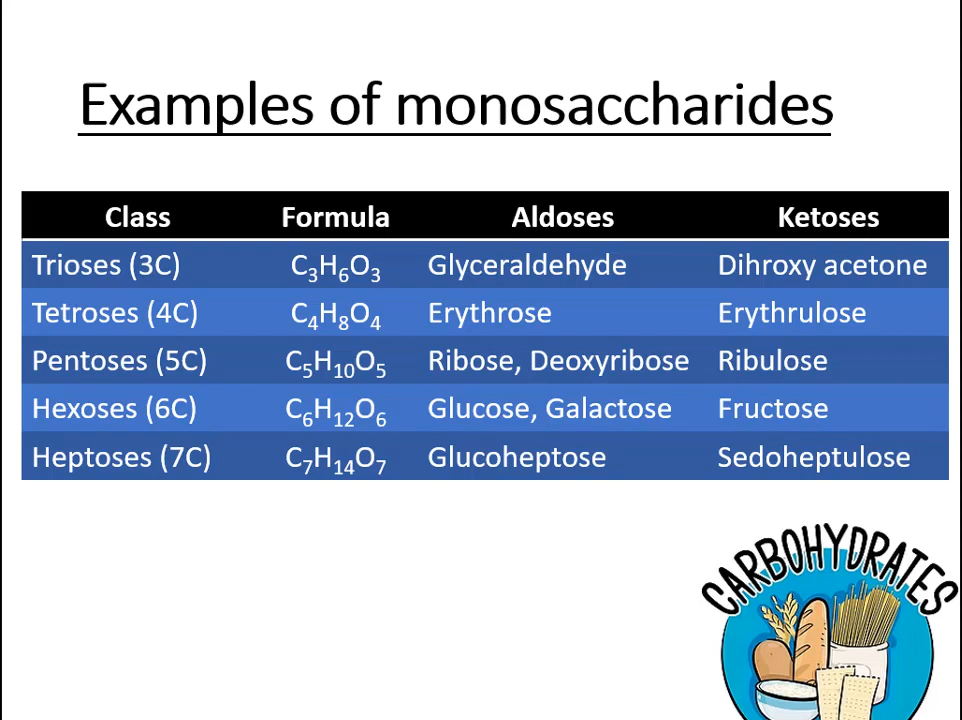 Examples of monosaccharides
Class Formula Aldoses Ketoses
Trioses (3C) C₃H₆O₃ Glyceraldehyde Dihroxy acetone
Tetroses (4C) C₄H₈O₄ Erythrose Erythrulose
Pentoses (5C) C₅H₁₀O₅ Ribose, Deoxyribose Ribulose
Hexoses (6C) C₆H₁₂O₆ Glucose, Galactose Fructose
Heptoses (7C) C₇H₁₄O₇ Glucoheptose Sedoheptulose
CARBOHYDRATES